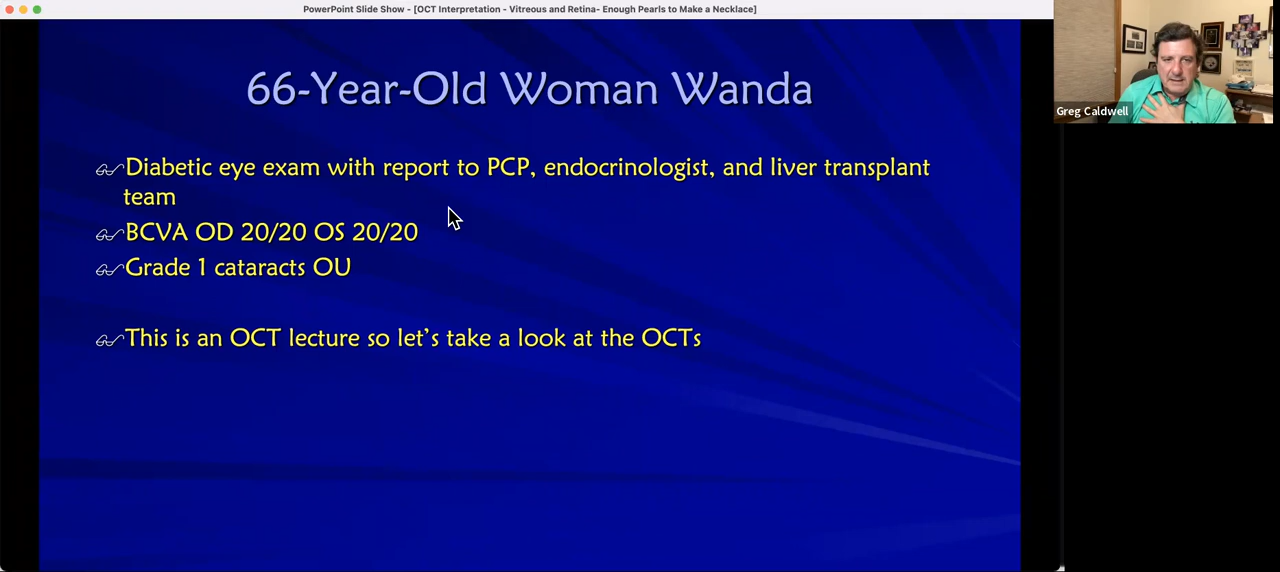 PowerPoint Slide Show - [OCT Interpretation - Vitreous and Retina- Enough Pearls to Make a Necklace]
Greg Caldwell
66-Year-Old Woman Wanda
Diabetic eye exam with report to PCP, endocrinologist, and liver transplant
team
BCVA OD 20/20 OS 20/20
Grade 1 cataracts OU
This is an OCT lecture so let's take a look at the OCTs